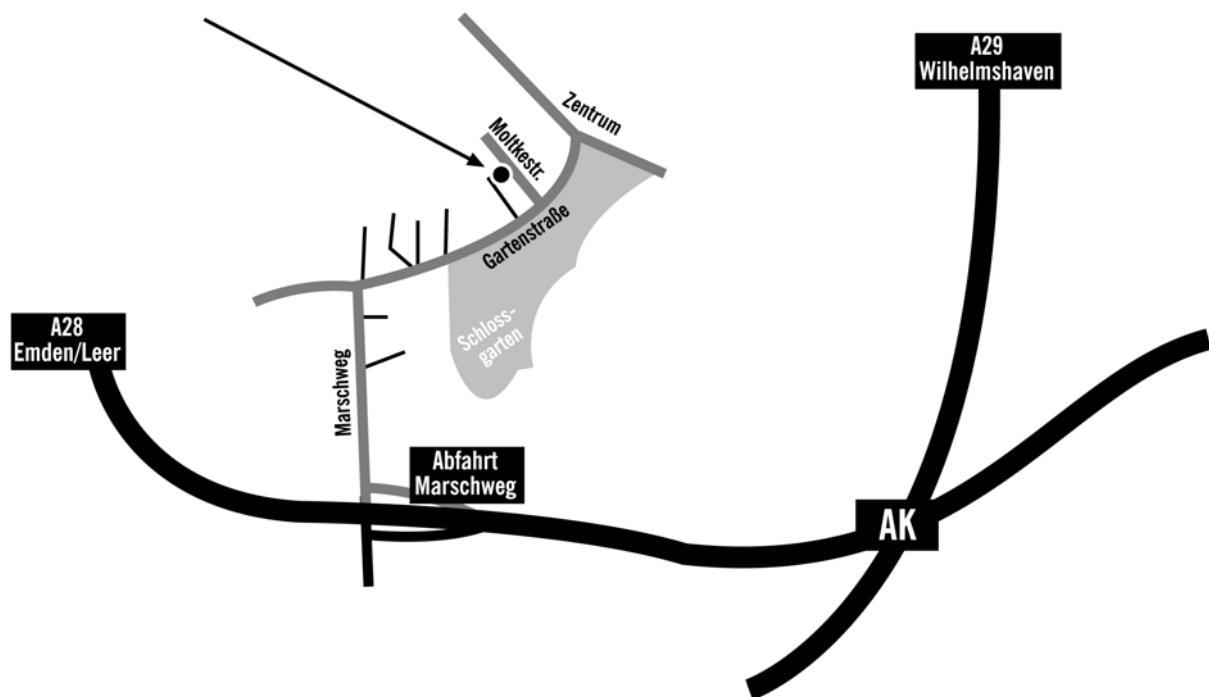 A29
Wilhelmshaven
Zentrum
Moltkestr.
Gartenstraße
A28
Emden/Leer
Schloss-
garten
Marschweg
Abfahrt
Marschweg
AK